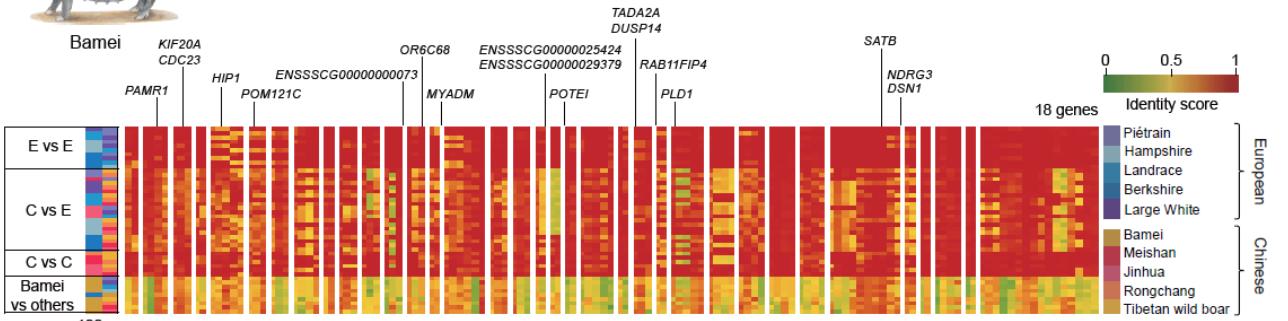 TADA2A
DUSP14
Bamei
KIF20A
CDC23
OR6C68
ENSSSCG00000025424
ENSSSCG00000029379
SATB
ENSSSCG00000000073
HIP1
RAB11FIP4
NDRG3
DSN1
PAMR1
POM121C
MYADM
POTEI
PLD1
0 0.5 1
Identity score
18 genes
E vs E
C vs E
C vs C
Bamei
vs others
Piétrain
Hampshire
Landrace
Berkshire
Large White
European
Bamei
Meishan
Jinhua
Rongchang
Tibetan wild boar
Chinese